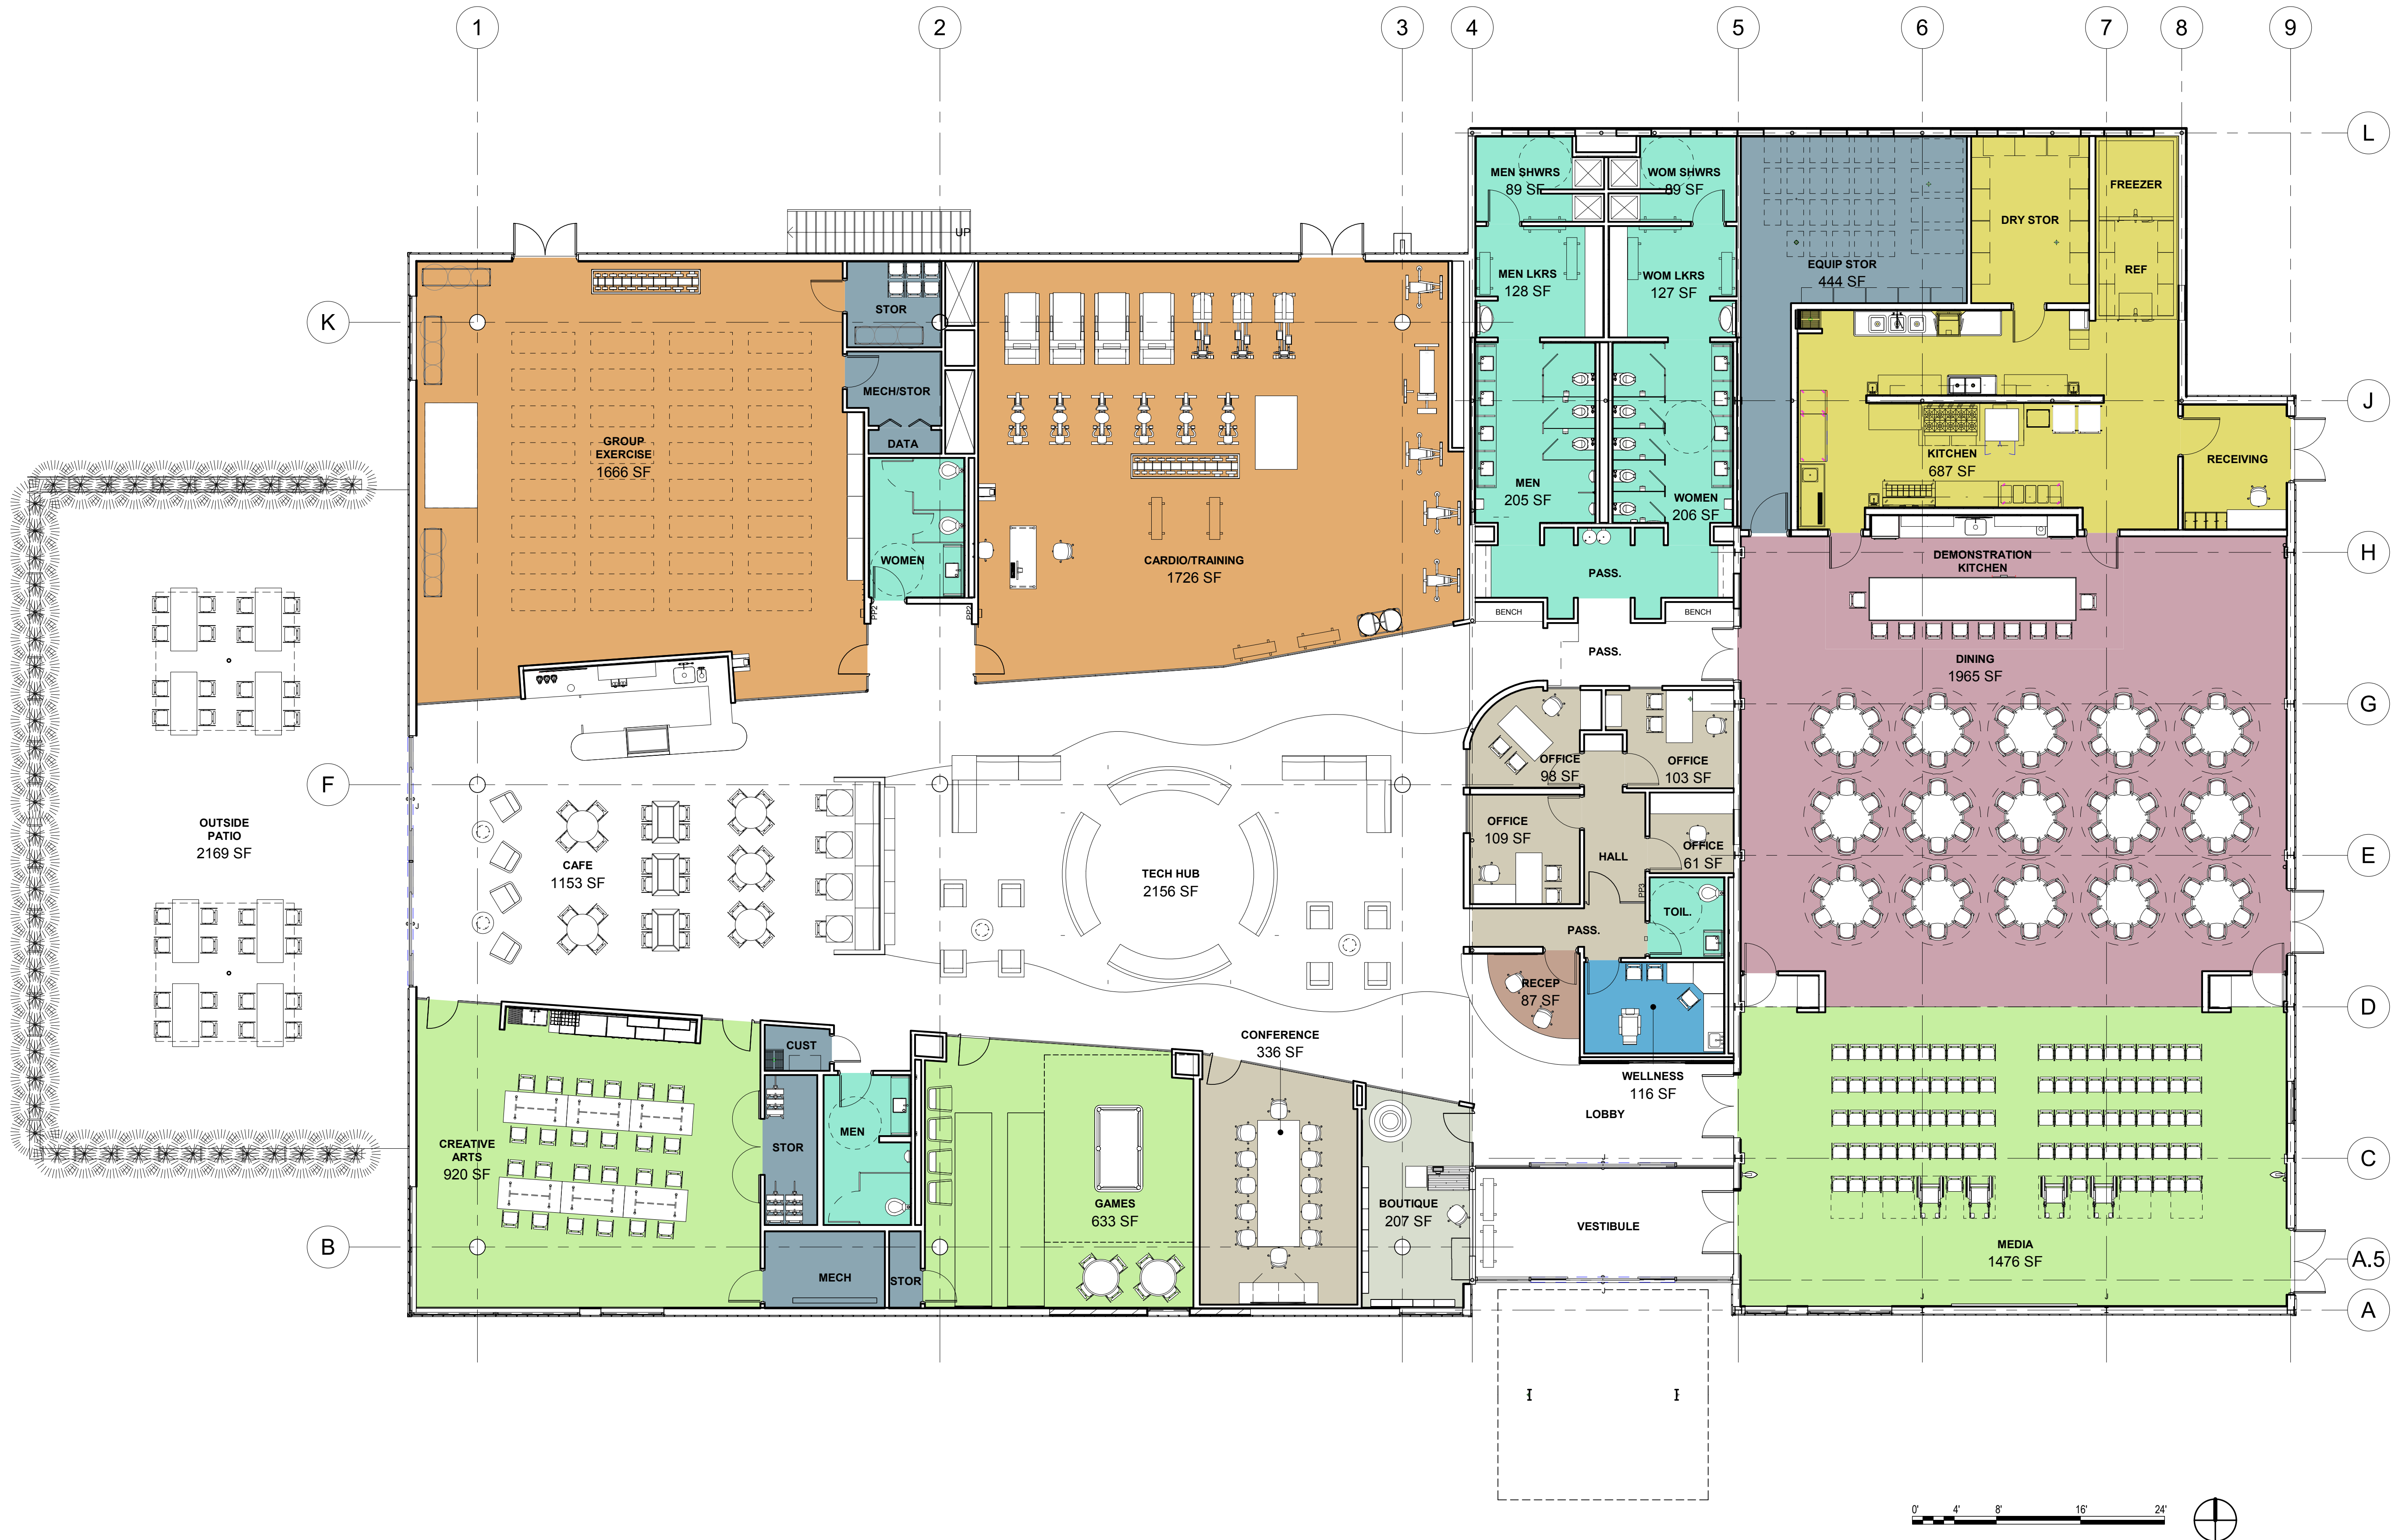 1
2
3
4
5
6
7
8
9
L
MEN SHWRS
89 SF
WOM SHWRS
89 SF
FREEZER
DRY STOR
UP
REF
EQUIP STOR
444 SF
MEN LKRS
128 SF
WOM LKRS
127 SF
STOR
K
MECH/STOR
J
DATA
GROUP
EXERCISE
1666 SF
KITCHEN
687 SF
RECEIVING
MEN
205 SF
WOMEN
206 SF
WOMEN
CARDIO/TRAINING
1726 SF
H
DEMONSTRATION
KITCHEN
PASS.
PP2
PP2
BENCH
BENCH
PASS.
DINING
1965 SF
G
OFFICE
98 SF
OFFICE
103 SF
F
OUTSIDE
PATIO
2169 SF
OFFICE
109 SF
OFFICE
61 SF
HALL
E
CAFE
1153 SF
TECH HUB
2156 SF
PP3
TOIL.
PASS.
RECEP
87 SF
D
CUST
CONFERENCE
336 SF
WELLNESS
116 SF
LOBBY
CREATIVE
ARTS
920 SF
STOR
MEN
C
GAMES
633 SF
BOUTIQUE
207 SF
VESTIBULE
B
MEDIA
1476 SF
A.5
MECH
STOR
A
0' 4' 8' 16' 24'